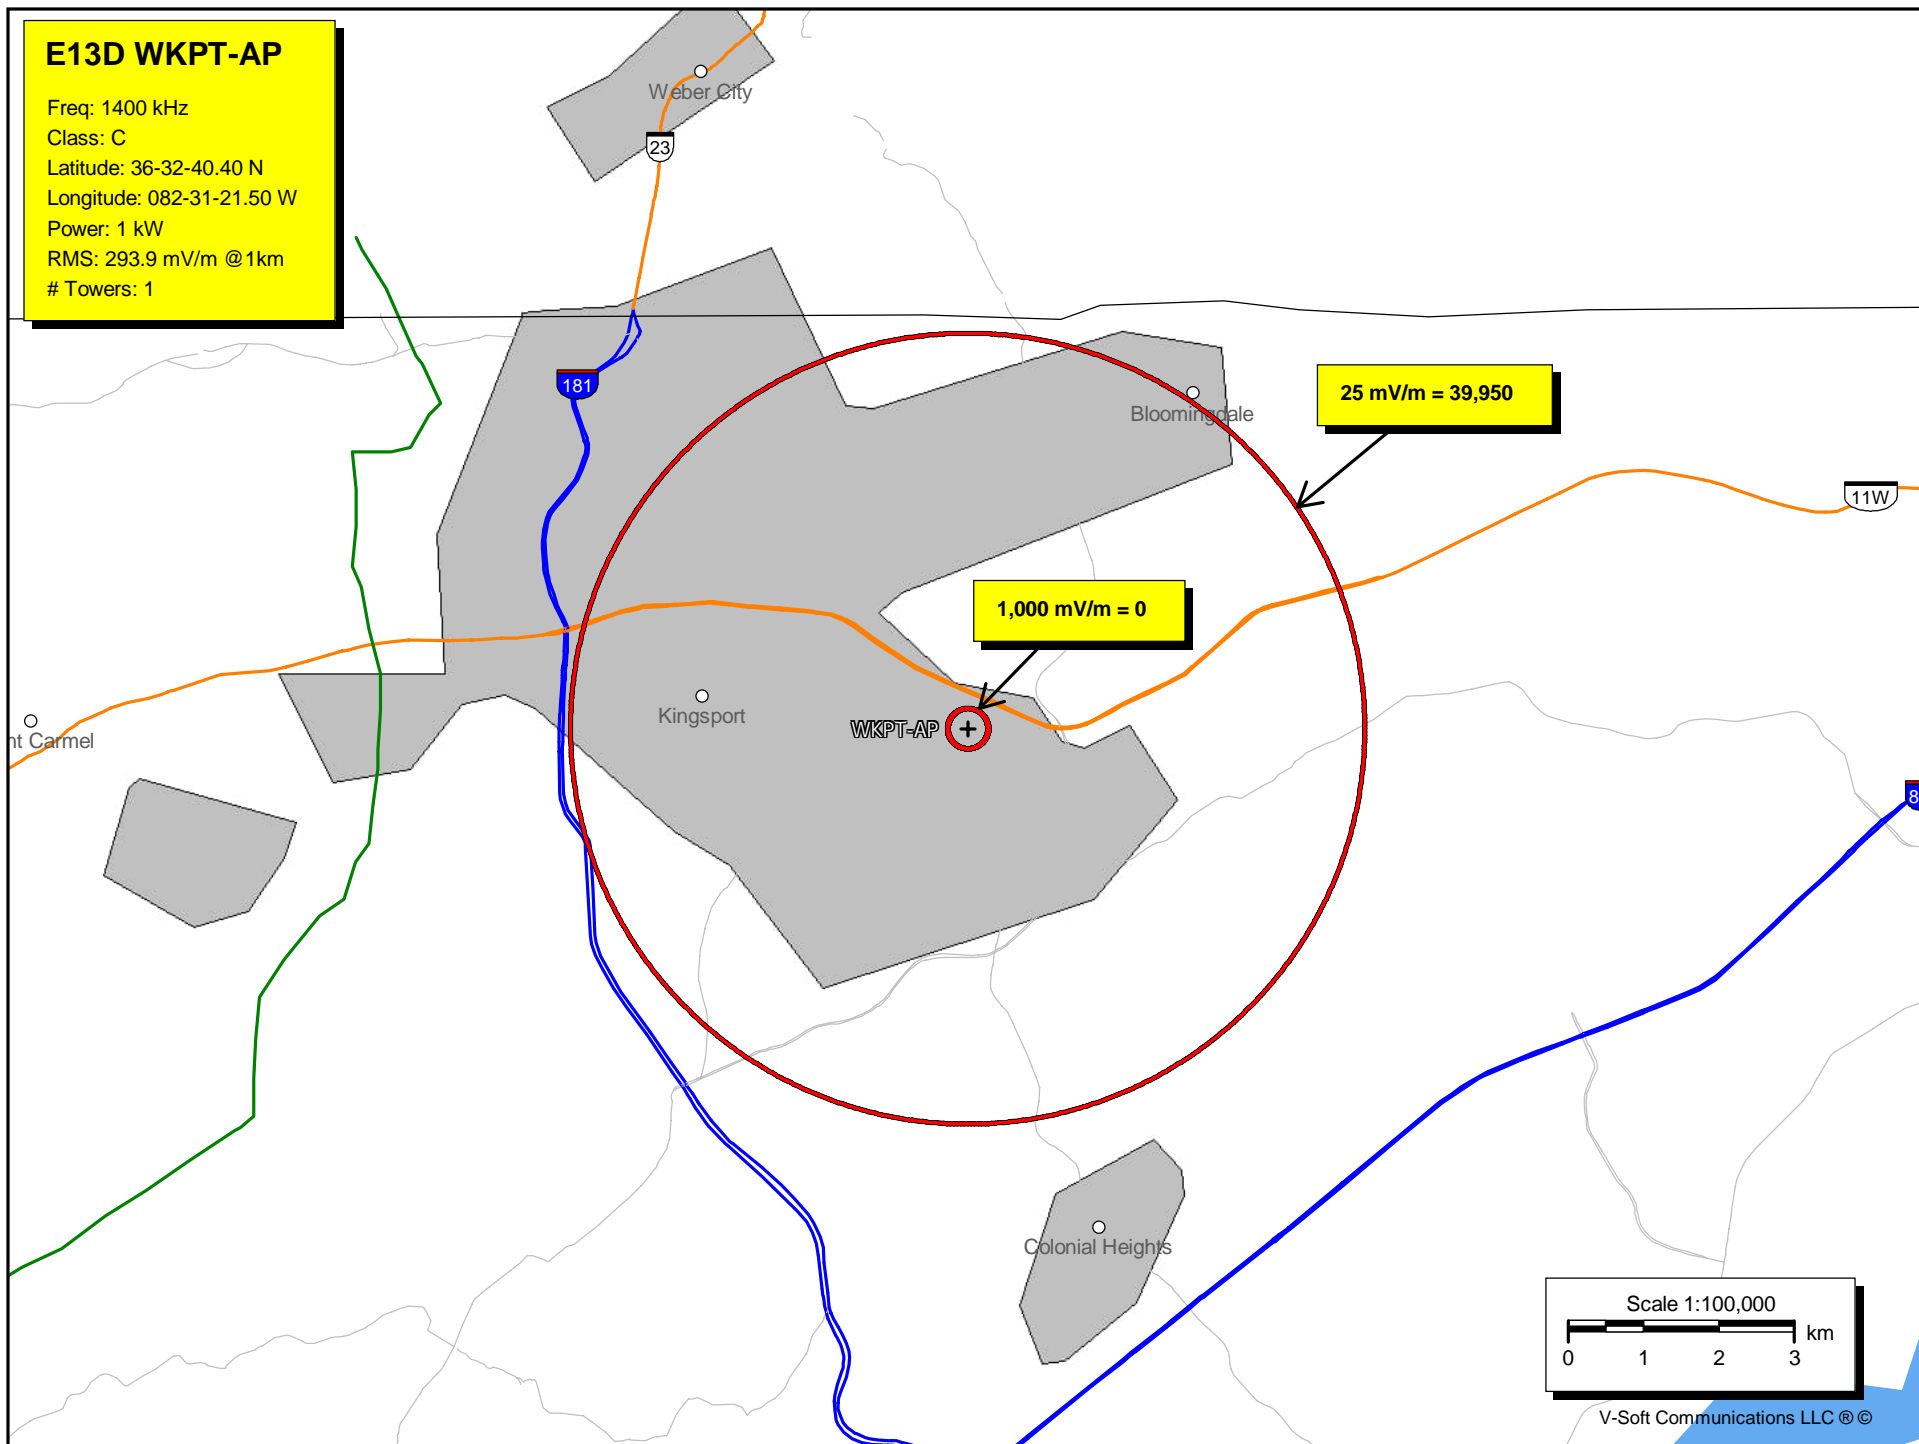 E13D WKPT-AP
Freq: 1400 kHz
Class: C
Latitude: 36-32-40.40 N
Longitude: 082-31-21.50 W
Power: 1 kW
RMS: 293.9 mV/m @1km
# Towers: 1
Weber City
23
181
25 mV/m = 39,950
Bloomingdale
11W
1,000 mV/m = 0
Kingsport
WKPT-AP
nt Carmel
8
Colonial Heights
Scale 1:100,000
km
0 1 2 3
V-Soft Communications LLC ® ©